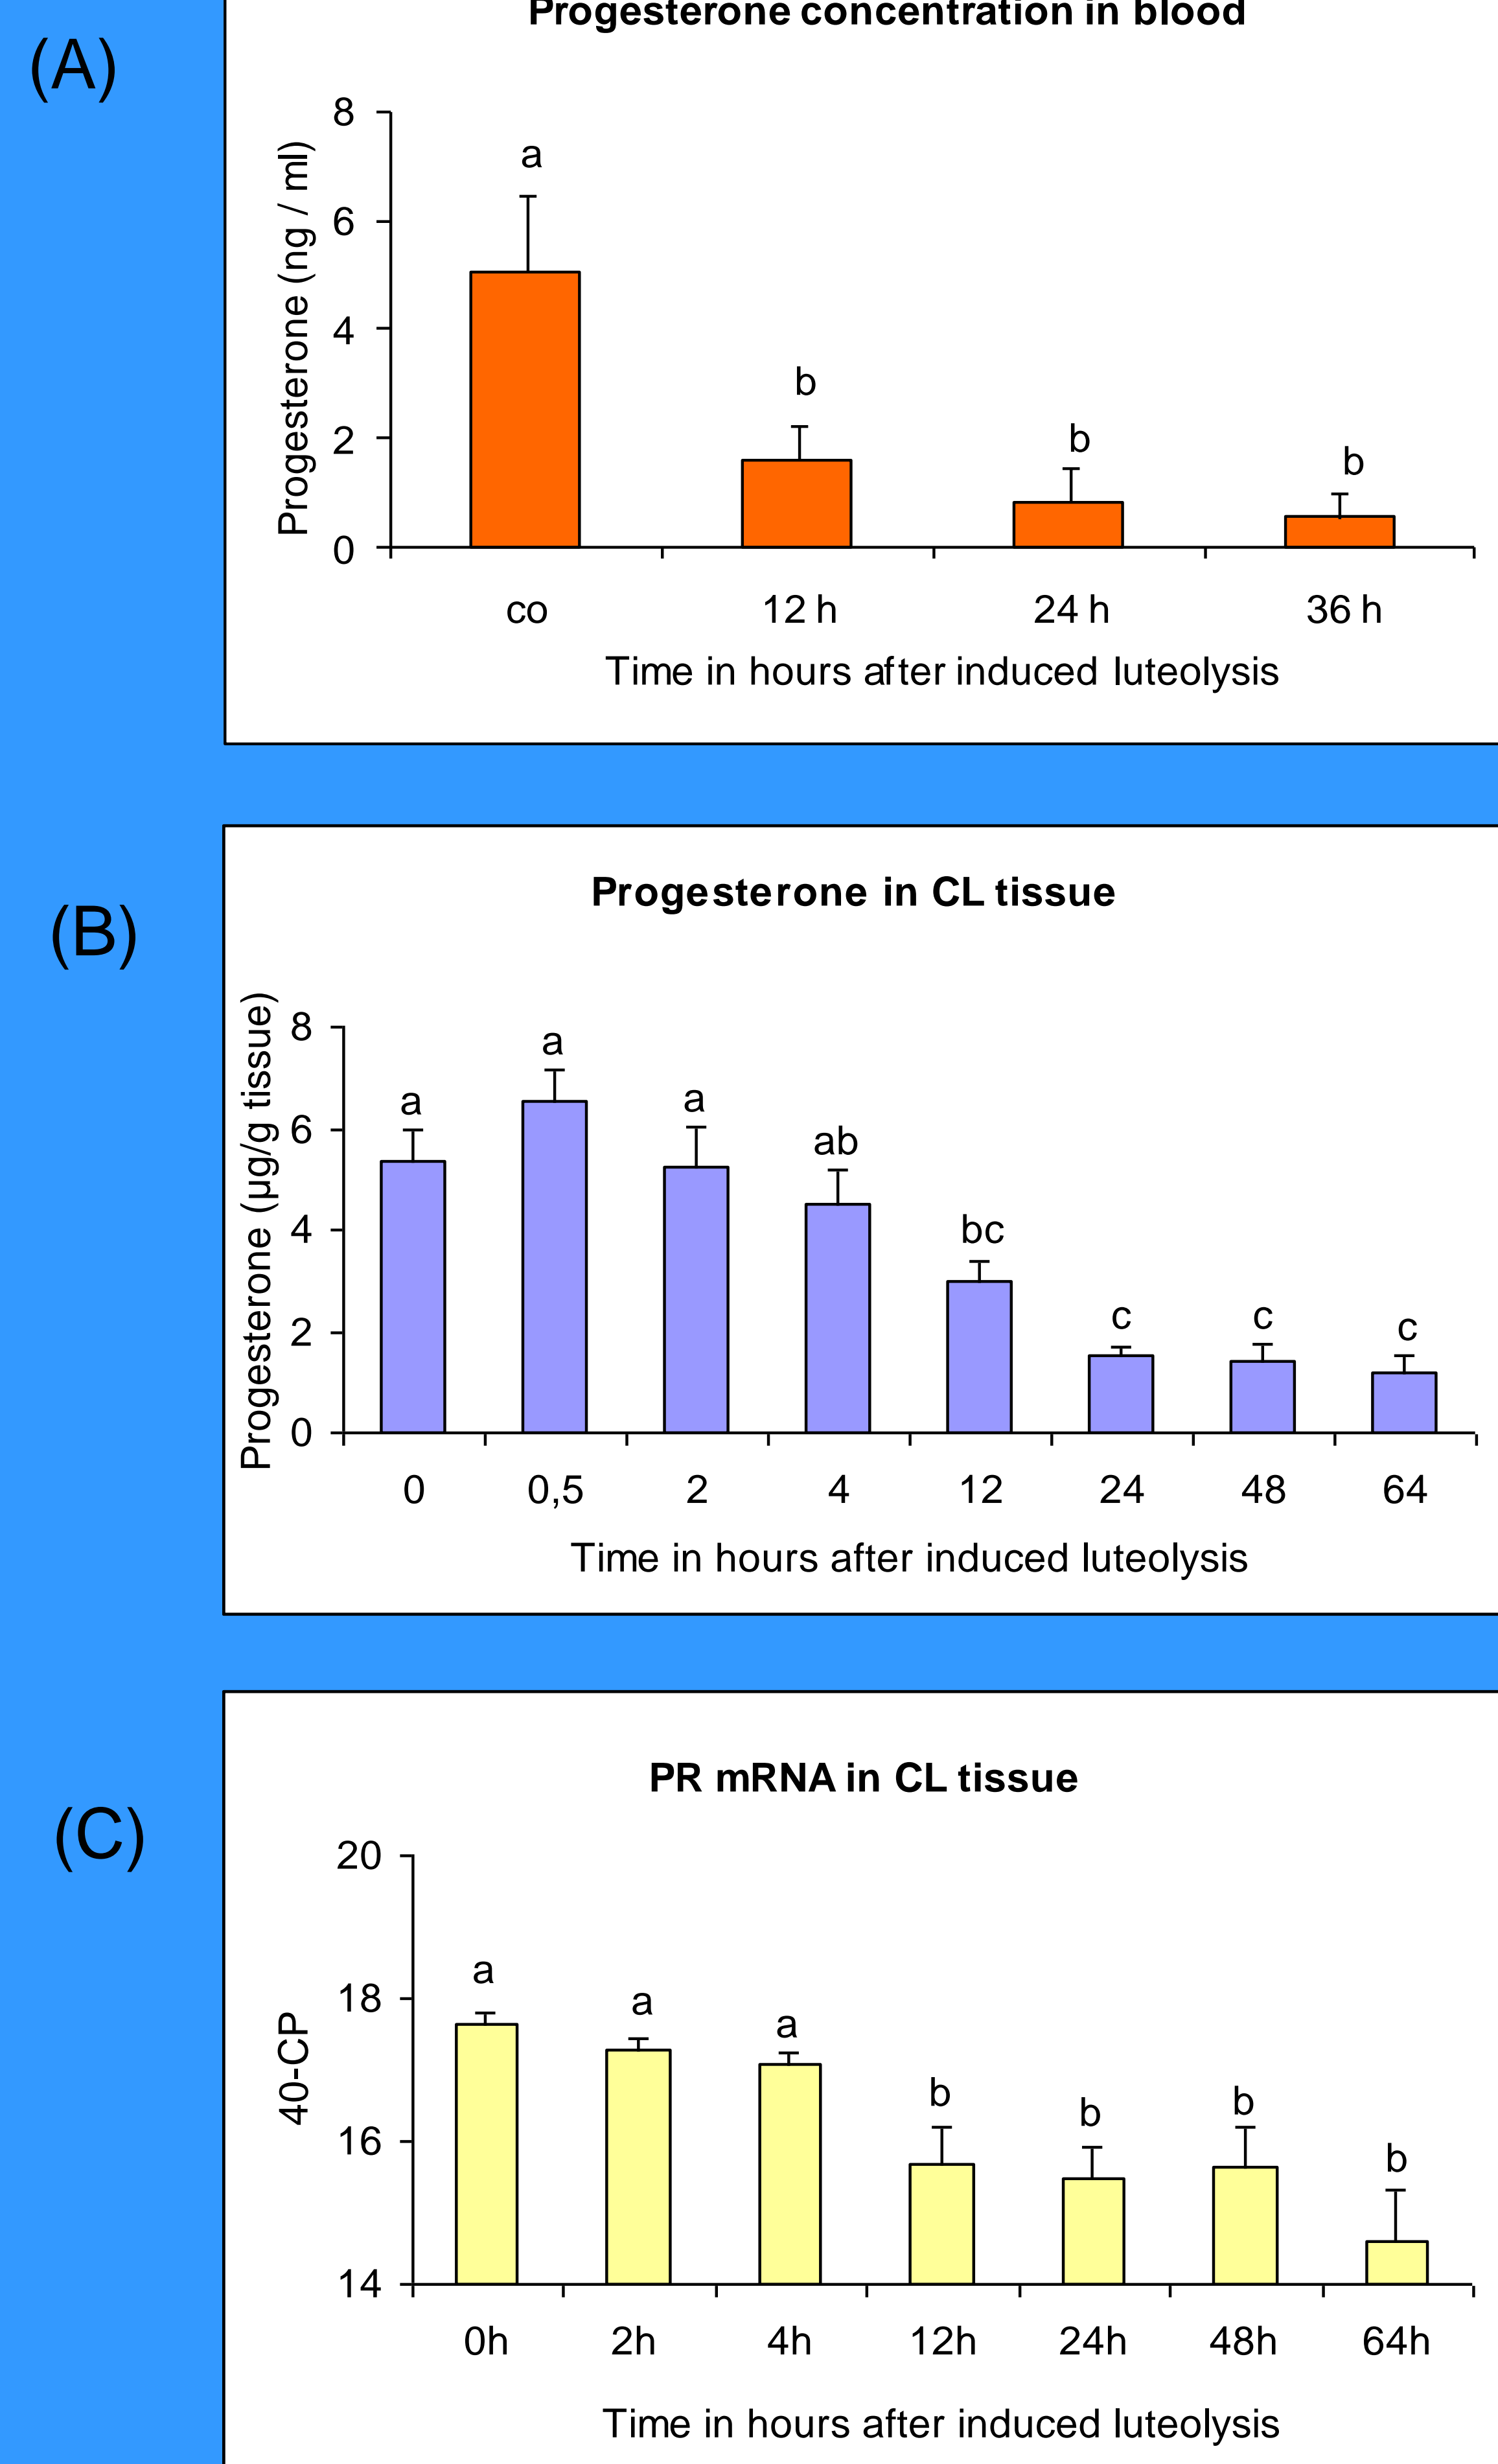 (A)
Progesterone concentration in blood
Progesterone (ng / ml)
8
6
4
2
0
a
b
b
b
co 12 h 24 h 36 h
Time in hours after induced luteolysis
(B)
Progesterone in CL tissue
Progesterone (µg/g tissue)
8
6
4
2
0
a
a
a
ab
bc
c
c
c
0 0,5 2 4 12 24 48 64
Time in hours after induced luteolysis
(C)
PR mRNA in CL tissue
40-CP
20
18
16
14
a
a
a
b
b
b
b
0h 2h 4h 12h 24h 48h 64h
Time in hours after induced luteolysis